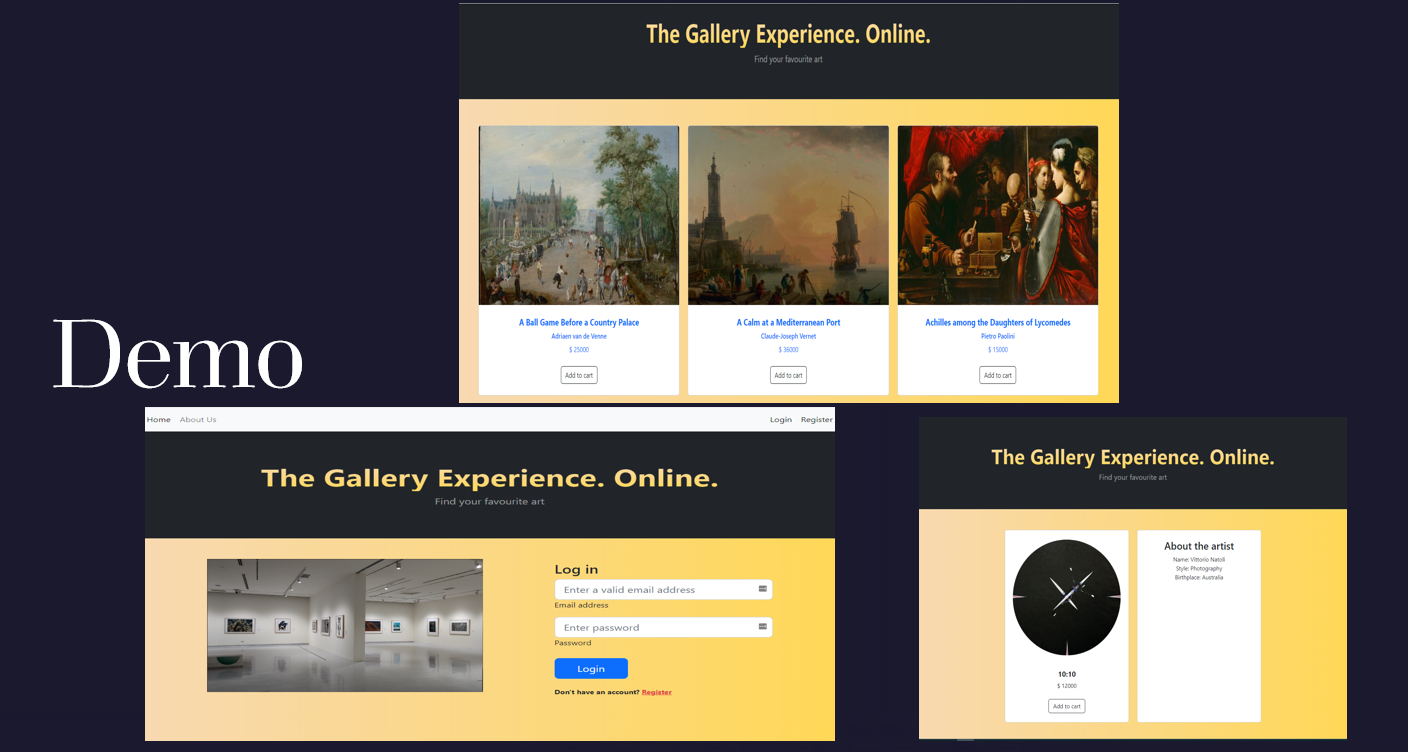 The Gallery Experience. Online.
Find your favourite art
A Ball Game Before a Country Palace
Adriaen van de Venne
$ 25000
Add to cart
A Calm at a Mediterranean Port
Claude-Joseph Vernet
$ 36000
Add to cart
Achilles among the Daughters of Lycomedes
Pietro Paolini
$ 15000
Add to cart
Demo
Home About Us Login Register
The Gallery Experience. Online.
Find your favourite art
Log in
Enter a valid email address
Email address
Enter password
Password
Login
Don't have an account? Register
The Gallery Experience. Online.
Find your favourite art
10:10
$ 12000
Add to cart
About the artist
Name: Vittorio Natoli
Style: Photography
Birthplace: Australia